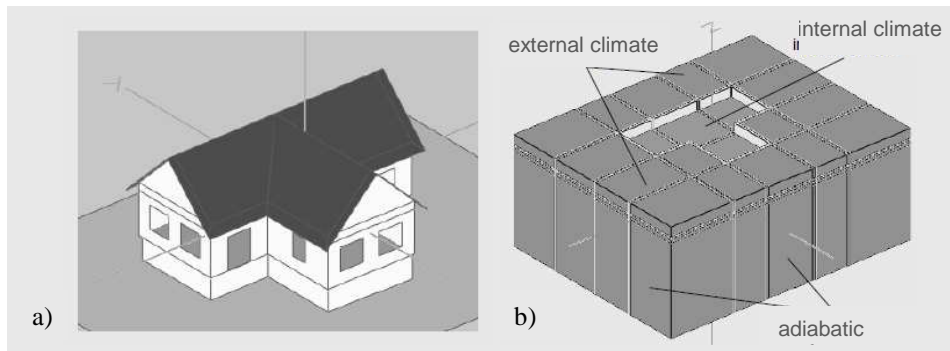 a)
external climate
internal climate
b)
adiabatic